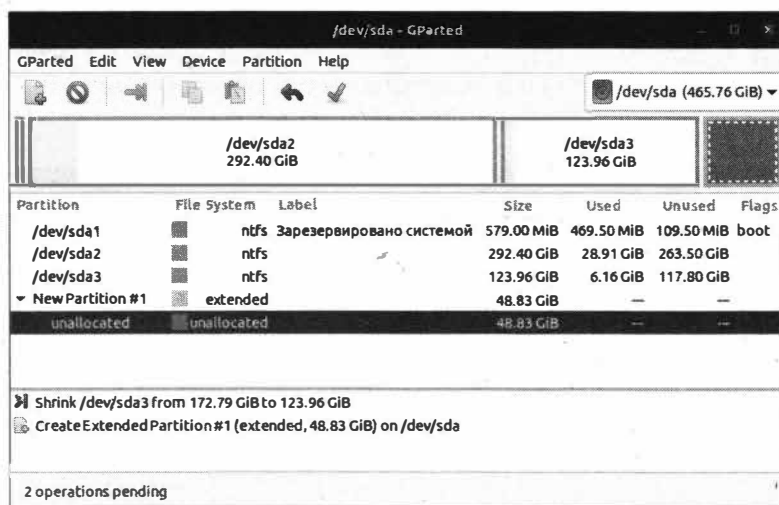 /dev/sda - GParted
GParted Edit View Device Partition Help
/dev/sda (465.76 GiB)
/dev/sda2 /dev/sda3
292.40 GiB 123.96 GiB
Partition File System Label Size Used Unused Flags
/dev/sda1 ntfs Зарезервировано системой 579.00 MiB 469.50 MiB 109.50 MiB boot
/dev/sda2 ntfs 292.40 GiB 28.91 GiB 263.50 GiB
/dev/sda3 ntfs 123.96 GiB 6.16 GiB 117.80 GiB
New Partition #1 extended 48.83 GiB — —
unallocated unallocated 48.83 GiB — —
Shrink /dev/sda3 from 172.79 GiB to 123.96 GiB
Create Extended Partition #1 (extended, 48.83 GiB) on /dev/sda
2 operations pending